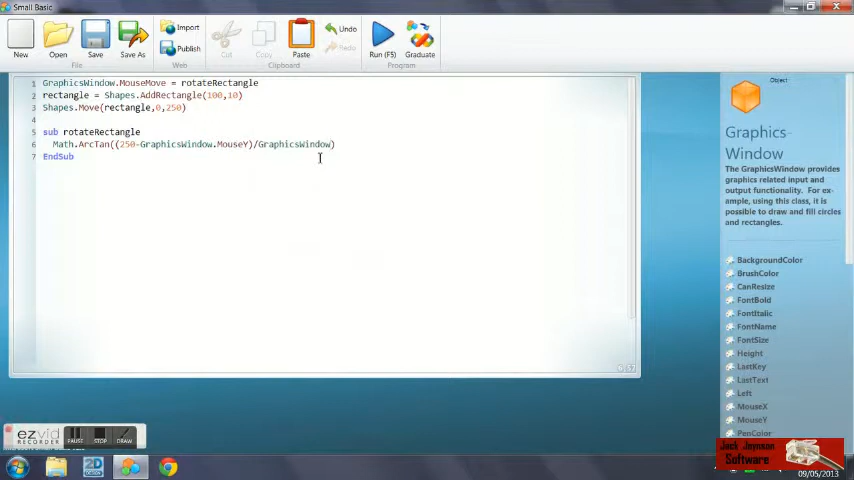 Small Basic
New
Open
Save
Save As
Import
Publish
Cut
Copy
Paste
Undo
Redo
Run (F5)
Graduate
File
Web
Clipboard
Program
1 GraphicsWindow.MouseMove = rotateRectangle
2 rectangle = Shapes.AddRectangle(100,10)
3 Shapes.Move(rectangle,0,250)
4
5 sub rotateRectangle
6 Math.ArcTan((250-GraphicsWindow.MouseY)/GraphicsWindow)
7 EndSub
Object
Graphics-
Window
The GraphicsWindow provides
graphics related input and
output functionality. For ex-
ample, using this class, it is
possible to draw and fill circles
and rectangles.
BackgroundColor
BrushColor
CanResize
FontBold
FontItalic
FontName
FontSize
Height
LastKey
LastText
Left
MouseX
MouseY
PenColor
ezvid
RECORDER
PAUSE
STOP
DRAW
Jack Jaynson
Software
09/05/2013